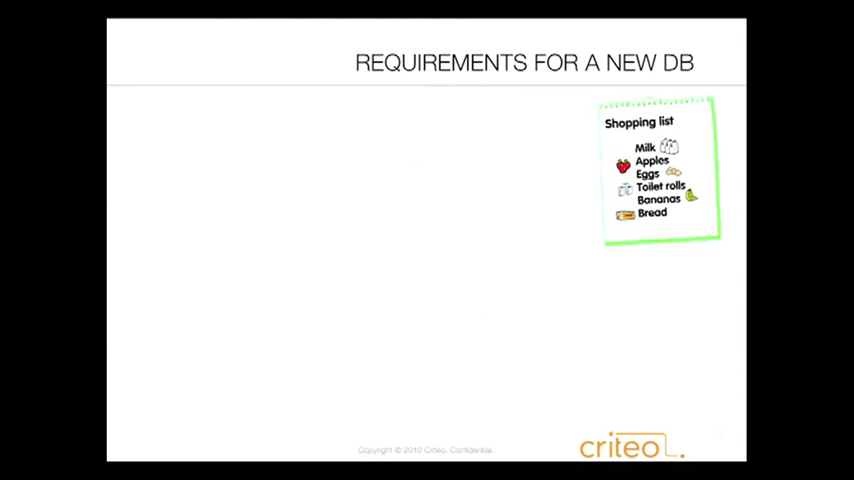 REQUIREMENTS FOR A NEW DB
Shopping list
Milk
Apples
Eggs
Toilet rolls
Bananas
Bread
Copyright © 2010 Criteo. Confidential.
criteo